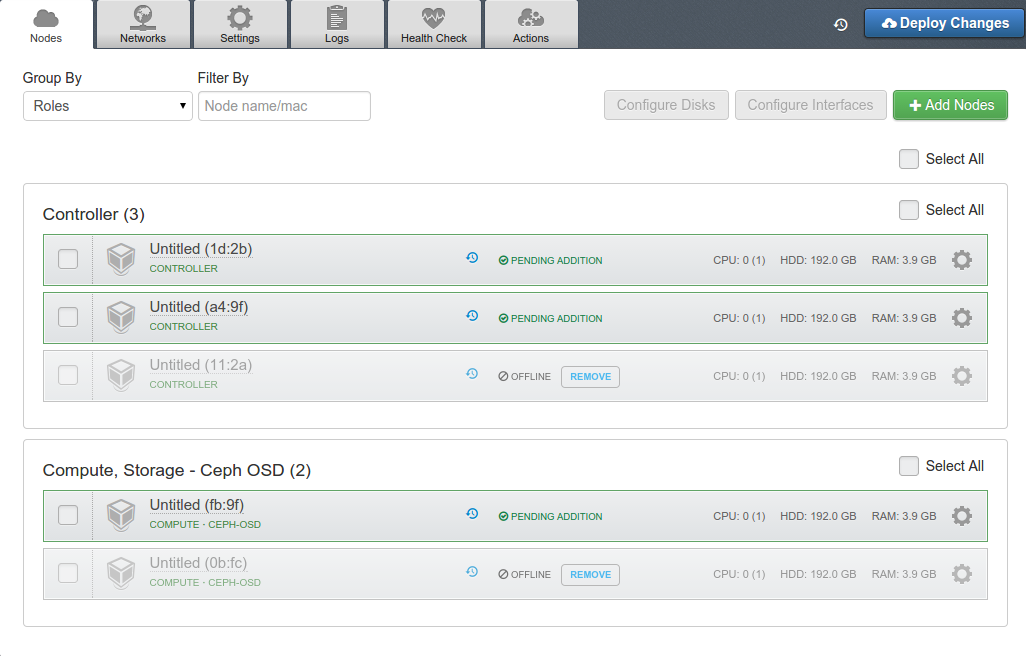 Nodes Networks Settings Logs Health Check Actions Deploy Changes
Group By Filter By
Roles Node name/mac Configure Disks Configure Interfaces Add Nodes
Select All
Controller (3) Select All
Untitled (1d:2b)
CONTROLLER PENDING ADDITION CPU: 0 (1) HDD: 192.0 GB RAM: 3.9 GB
Untitled (a4:9f)
CONTROLLER PENDING ADDITION CPU: 0 (1) HDD: 192.0 GB RAM: 3.9 GB
Untitled (11:2a)
CONTROLLER OFFLINE REMOVE CPU: 0 (1) HDD: 192.0 GB RAM: 3.9 GB
Compute, Storage - Ceph OSD (2) Select All
Untitled (fb:9f)
COMPUTE · CEPH-OSD PENDING ADDITION CPU: 0 (1) HDD: 192.0 GB RAM: 3.9 GB
Untitled (0b:fc)
COMPUTE · CEPH-OSD OFFLINE REMOVE CPU: 0 (1) HDD: 192.0 GB RAM: 3.9 GB